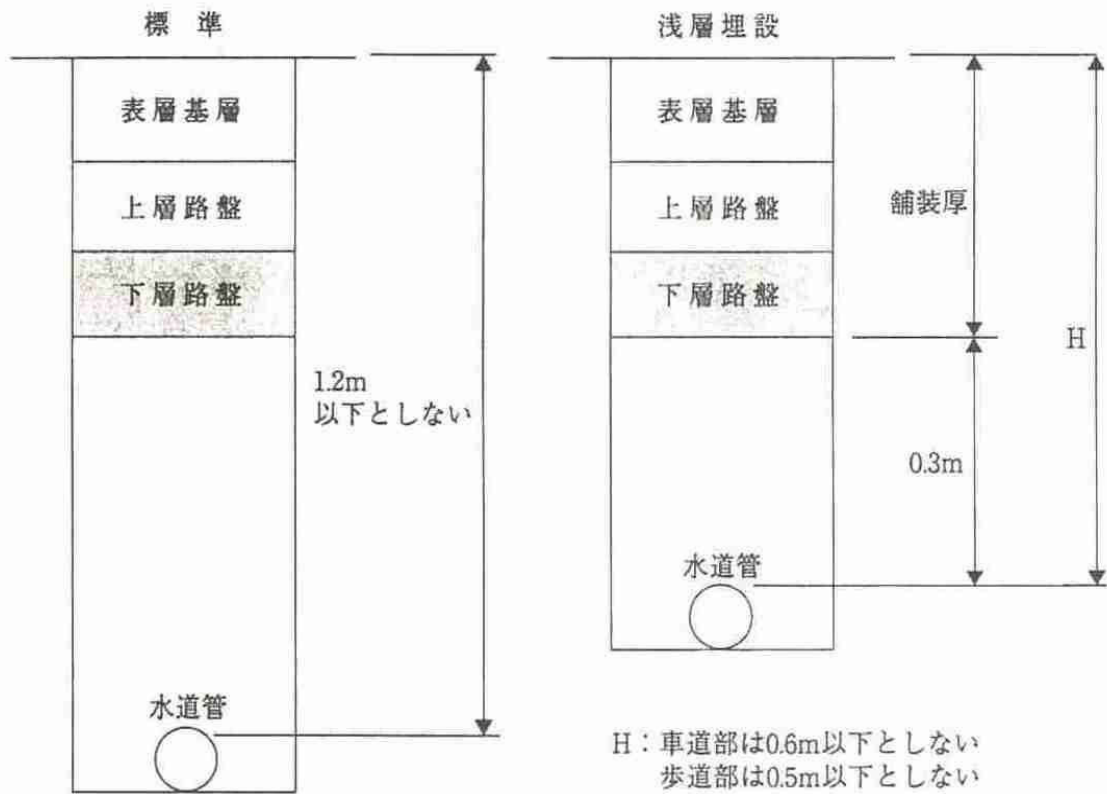 標準
表層基層
上層路盤
下層路盤
1.2m
以下としない
水道管
浅層埋設
表層基層
上層路盤
下層路盤
舗装厚
H
0.3m
水道管
H：車道部は0.6m以下としない
歩道部は0.5m以下としない